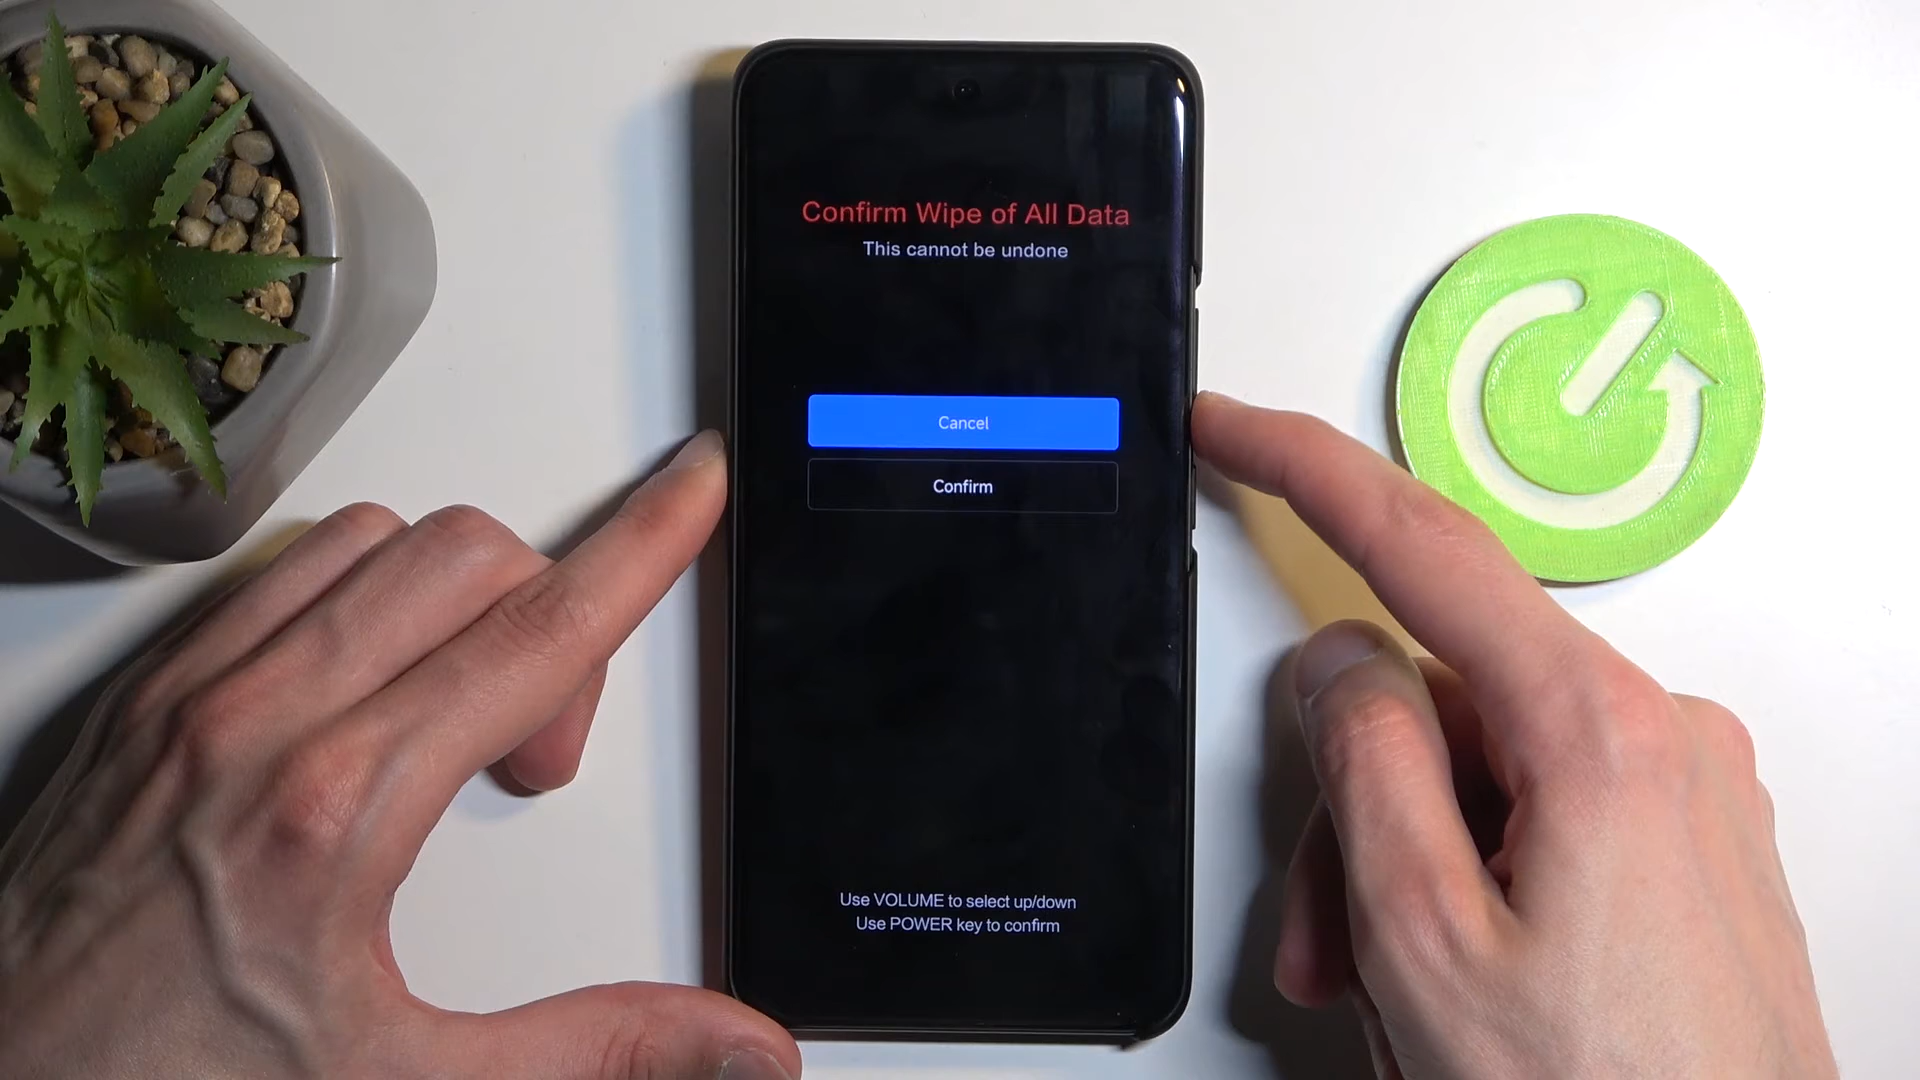 Confirm Wipe of All Data
This cannot be undone
Cancel
Confirm
Use VOLUME to select up/down
Use POWER key to confirm